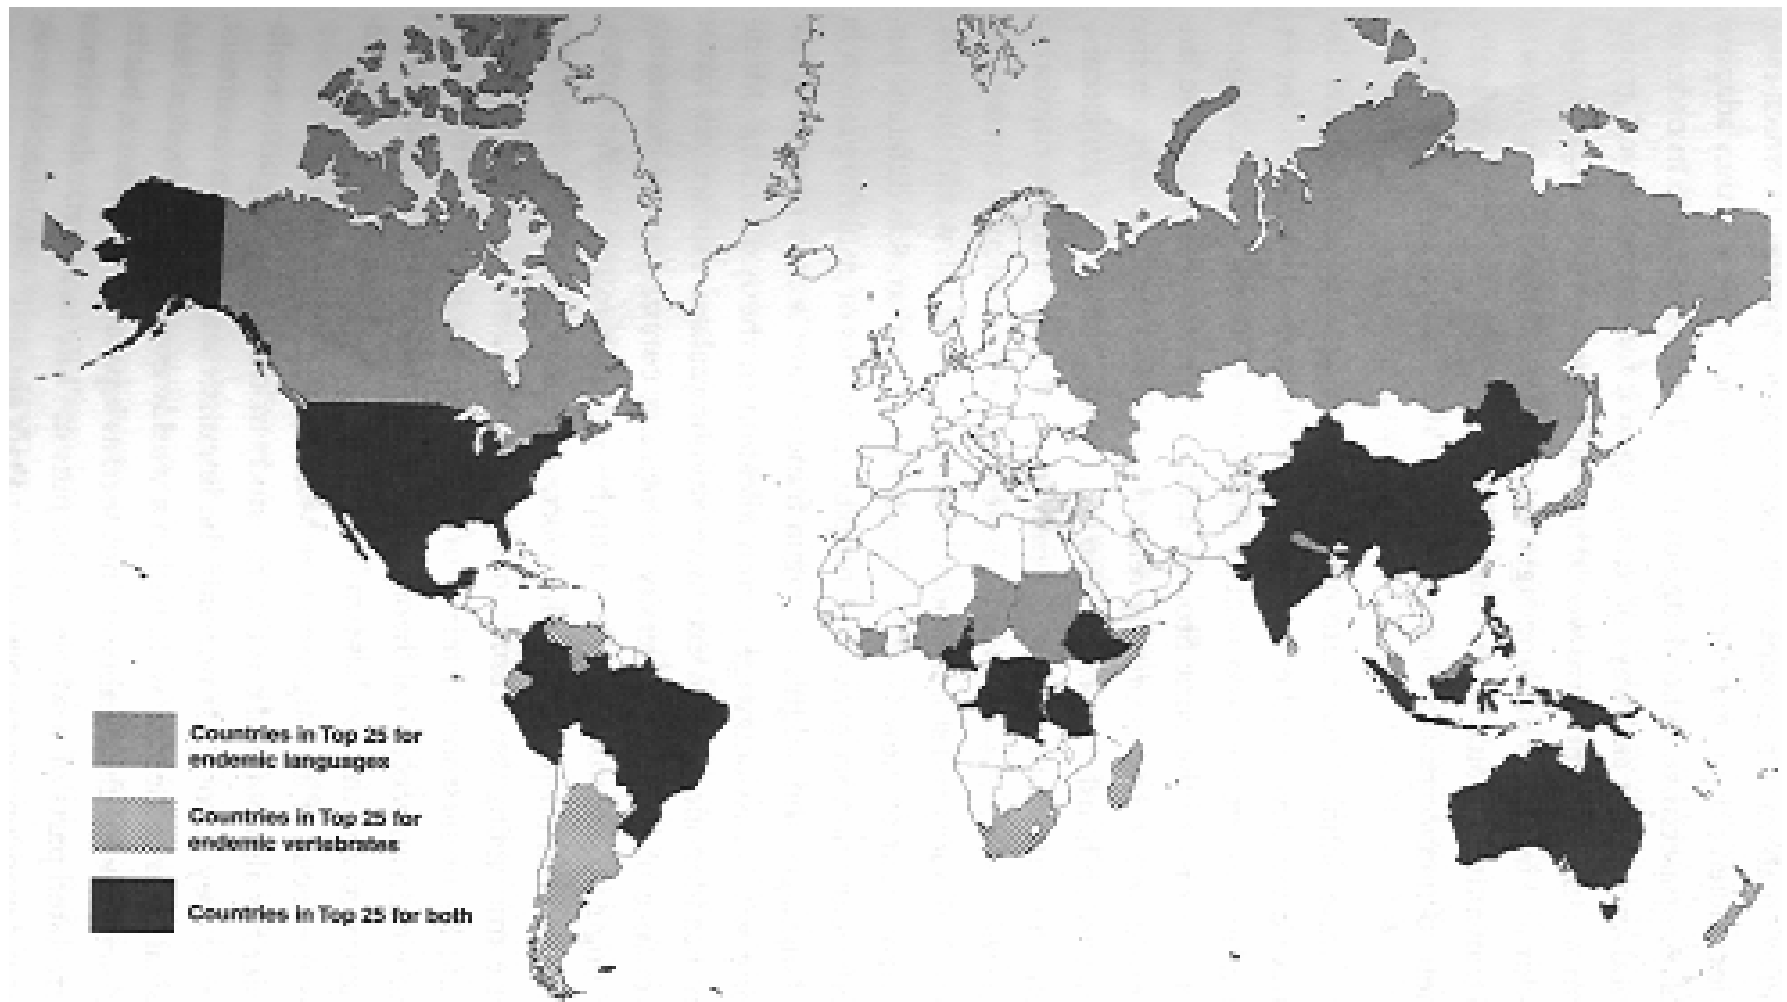 Countries in Top 25 for
endemic languages
Countries in Top 25 for
endemic vertebrates
Countries in Top 25 for both